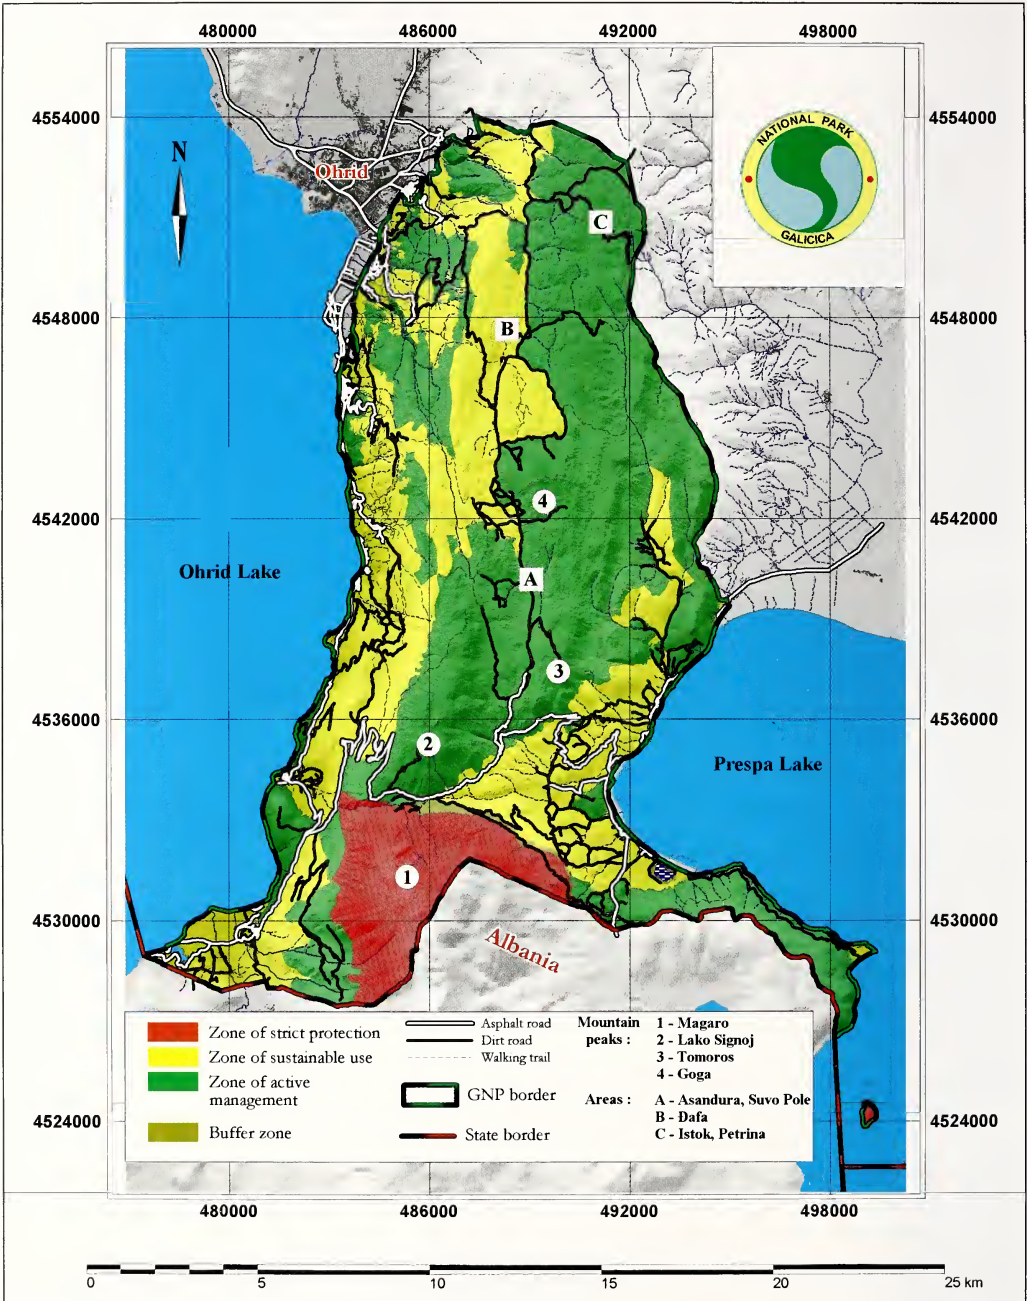 480000 486000 492000 498000
4554000 4554000
NATIONAL PARK
GALICICA
N
Ohrid
C
4548000 4548000
B
4
4542000 4542000
Ohrid Lake
A
3
4536000 4536000
2
Prespa Lake
1
4530000 4530000
Albania
Zone of strict protection
Zone of sustainable use
Zone of active
management
Buffer zone
Asphalt road
Dirt road
Walking trail
GNP border
State border
Mountain
peaks :
1 - Magaro
2 - Lako Signoj
3 - Tomoros
4 - Goga
Areas :
A - Asandura, Suvo Pole
B - Đafa
C - Istok, Petrina
4524000 4524000
480000 486000 492000 498000
0 5 10 15 20 25 km